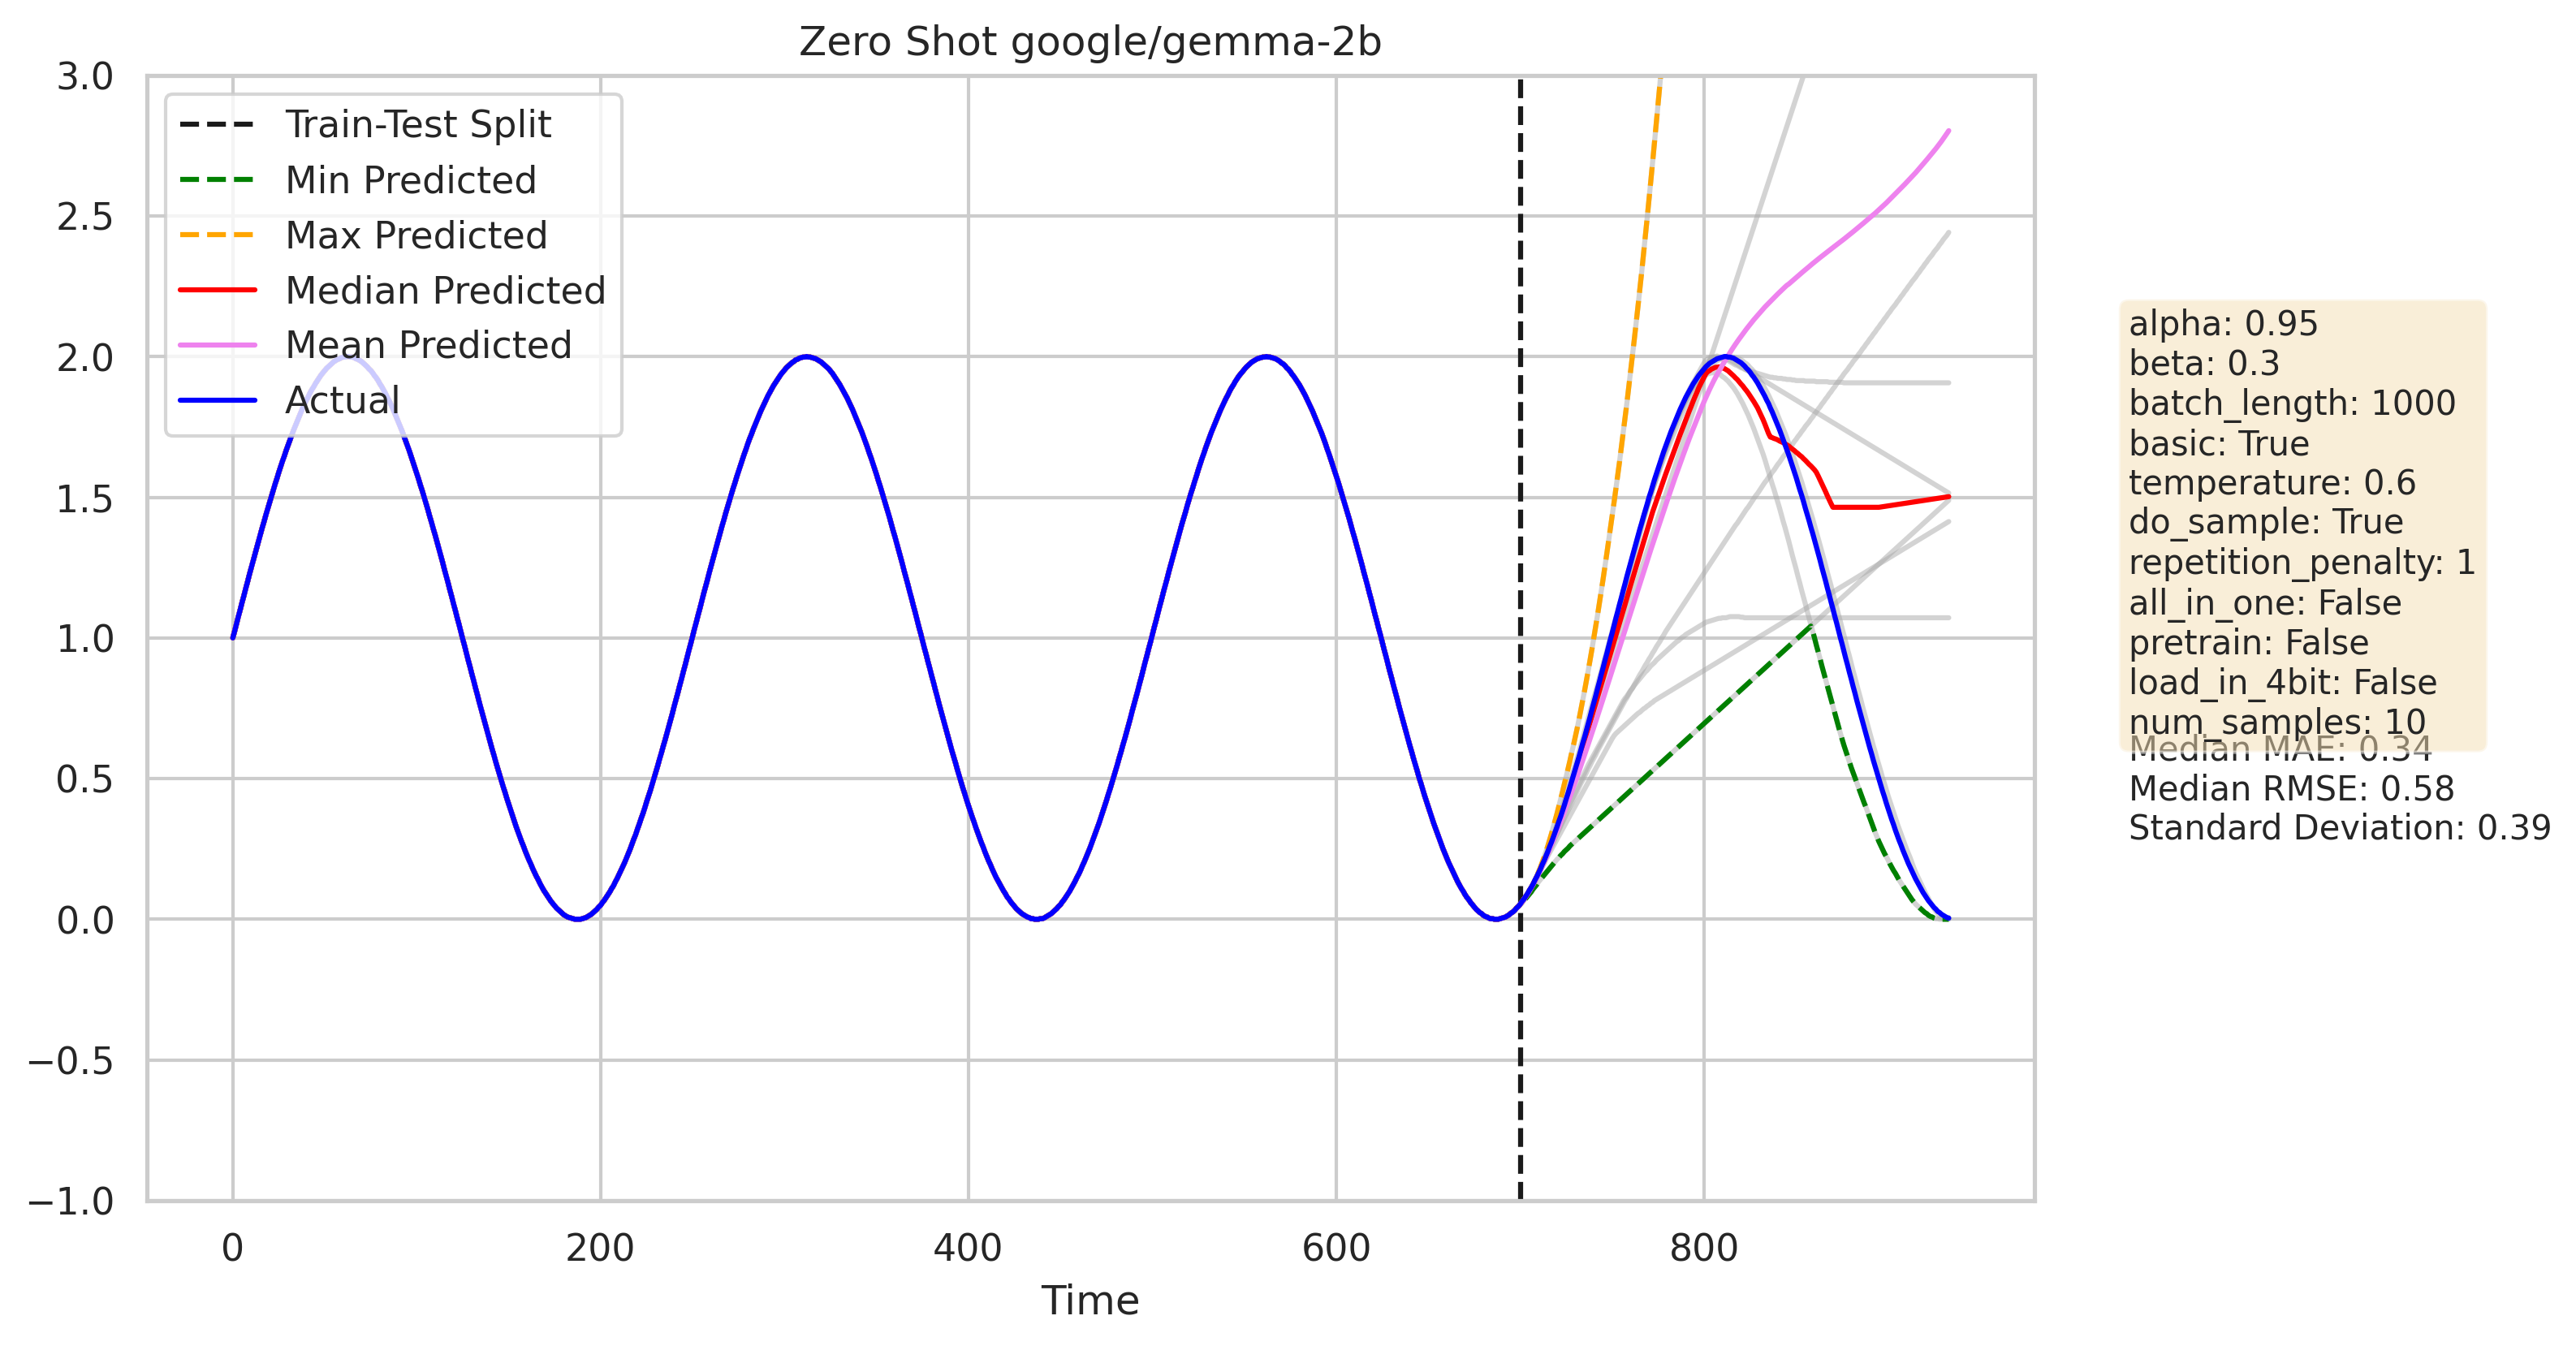 Zero Shot google/gemma-2b
3.0
2.5
2.0
1.5
1.0
0.5
0.0
−0.5
−1.0
Train-Test Split
Min Predicted
Max Predicted
Median Predicted
Mean Predicted
Actual
0 200 400 600 800
Time
alpha: 0.95
beta: 0.3
batch_length: 1000
basic: True
temperature: 0.6
do_sample: True
repetition_penalty: 1
all_in_one: False
pretrain: False
load_in_4bit: False
num_samples: 10
Median MAE: 0.34
Median RMSE: 0.58
Standard Deviation: 0.39